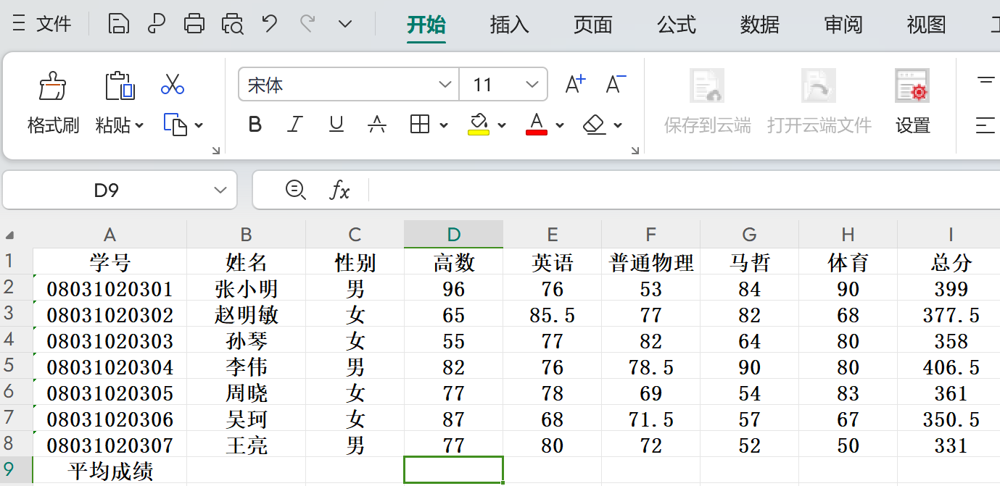 文件 开始 插入 页面 公式 数据 审阅 视图
宋体 11 A+ A−
格式刷 粘贴 B I U A A 保存到云端 打开云端文件 设置
D9 fx
A B C D E F G H I
1 学号 姓名 性别 高数 英语 普通物理 马哲 体育 总分
2 08031020301 张小明 男 96 76 53 84 90 399
3 08031020302 赵明敏 女 65 85.5 77 82 68 377.5
4 08031020303 孙琴 女 55 77 82 64 80 358
5 08031020304 李伟 男 82 76 78.5 90 80 406.5
6 08031020305 周晓 女 77 78 69 54 83 361
7 08031020306 吴珂 女 87 68 71.5 57 67 350.5
8 08031020307 王亮 男 77 80 72 52 50 331
9 平均成绩